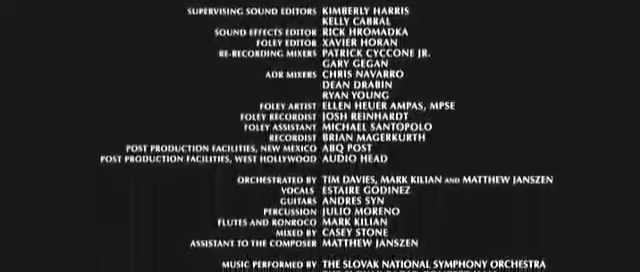 SUPERVISING SOUND EDITORS KIMBERLY HARRIS
KELLY CABRAL
SOUND EFFECTS EDITOR RICK HROMADKA
FOLEY EDITOR XAVIER HORAN
RE-RECORDING MIXERS PATRICK CYCCONE JR.
GARY GEGAN
ADR MIXERS CHRIS NAVARRO
DEAN DRABIN
RYAN YOUNG
FOLEY ARTIST ELLEN HEUER AMPAS, MPSE
FOLEY RECORDIST JOSH REINHARDT
FOLEY ASSISTANT MICHAEL SANTOPOLO
RECORDIST BRIAN MAGERKURTH
POST PRODUCTION FACILITIES, NEW MEXICO ABQ POST
POST PRODUCTION FACILITIES, WEST HOLLYWOOD AUDIO HEAD
ORCHESTRATED BY TIM DAVIES, MARK KILIAN AND MATTHEW JANSZEN
VOCALS ESTAIRE GODINEZ
GUITARS ANDRES SYN
PERCUSSION JULIO MORENO
FLUTES AND RONROCO MARK KILIAN
MIXED BY CASEY STONE
ASSISTANT TO THE COMPOSER MATTHEW JANSZEN
MUSIC PERFORMED BY THE SLOVAK NATIONAL SYMPHONY ORCHESTRA